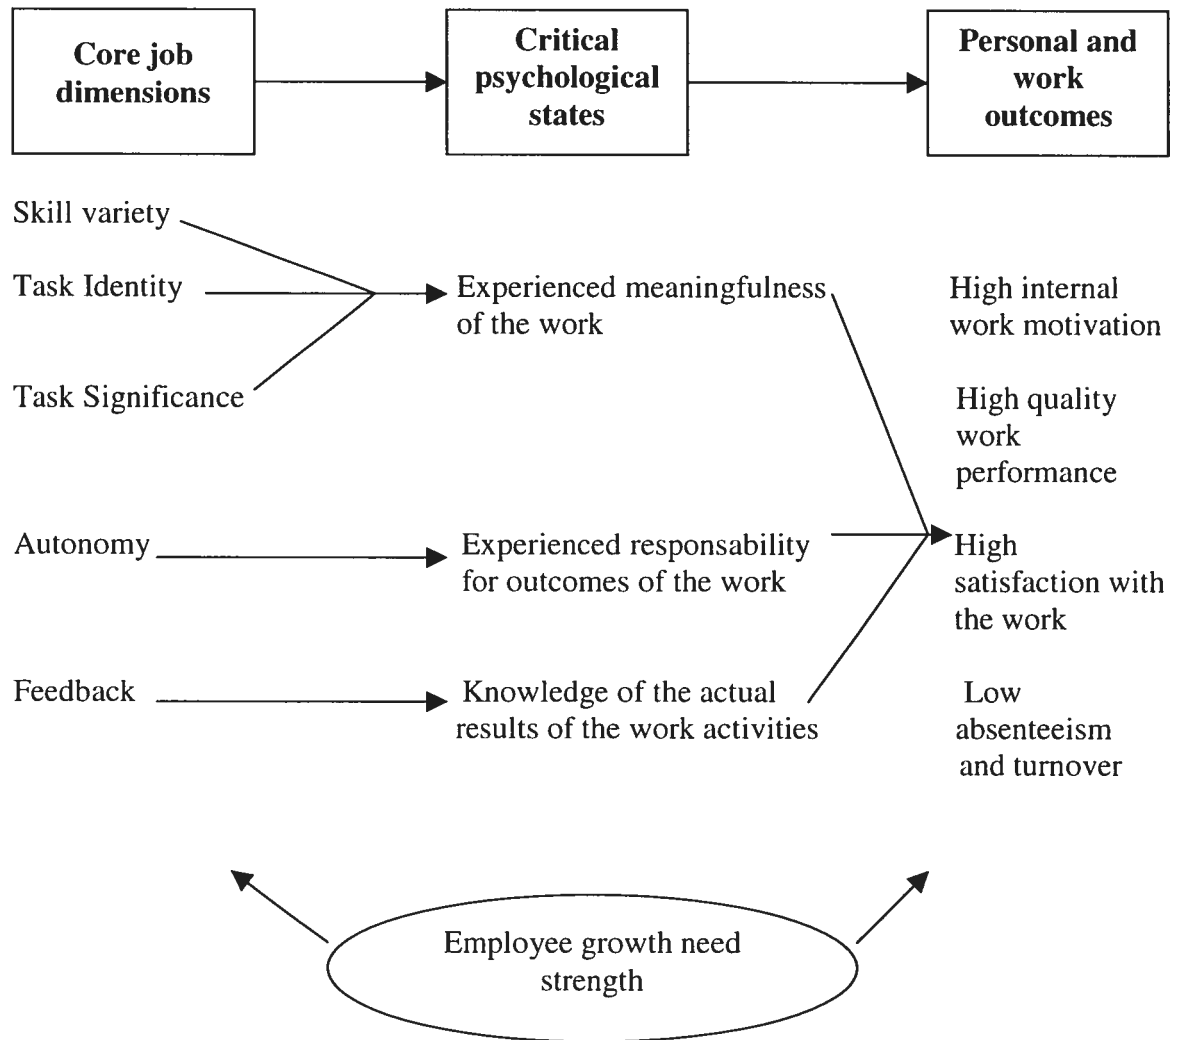 Core job
dimensions
Critical
psychological
states
Personal and
work
outcomes
Skill variety
Task Identity
Task Significance
Autonomy
Feedback
Experienced meaningfulness
of the work
Experienced responsability
for outcomes of the work
Knowledge of the actual
results of the work activities
High internal
work motivation
High quality
work
performance
High
satisfaction with
the work
Low
absenteeism
and turnover
Employee growth need
strength